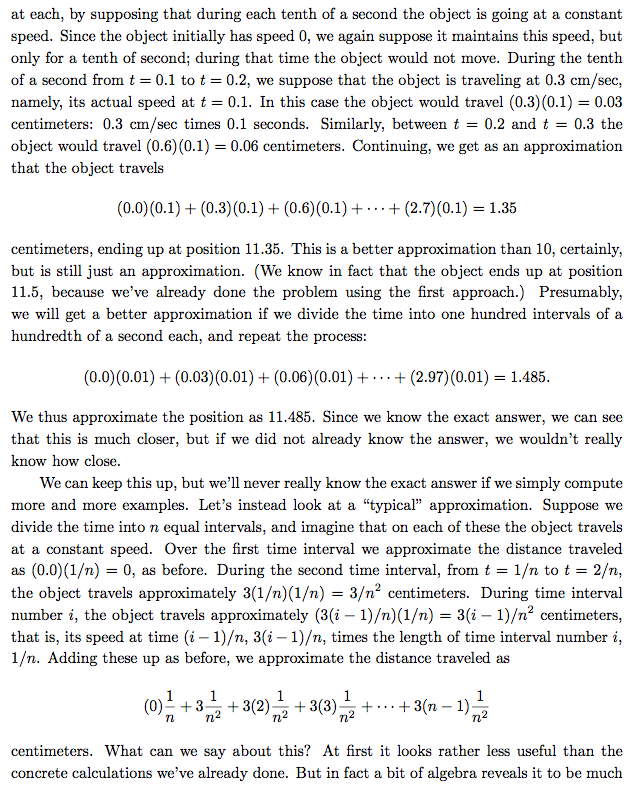 at each, by supposing that during each tenth of a second the object is going at a constant
speed. Since the object initially has speed 0, we again suppose it maintains this speed, but
only for a tenth of second; during that time the object would not move. During the tenth
of a second from t = 0.1 to t = 0.2, we suppose that the object is traveling at 0.3 cm/sec,
namely, its actual speed at t = 0.1. In this case the object would travel (0.3)(0.1) = 0.03
centimeters: 0.3 cm/sec times 0.1 seconds. Similarly, between t = 0.2 and t = 0.3 the
object would travel (0.6)(0.1) = 0.06 centimeters. Continuing, we get as an approximation
that the object travels
(0.0)(0.1) + (0.3)(0.1) + (0.6)(0.1) + ⋯ + (2.7)(0.1) = 1.35
centimeters, ending up at position 11.35. This is a better approximation than 10, certainly,
but is still just an approximation. (We know in fact that the object ends up at position
11.5, because we've already done the problem using the first approach.) Presumably,
we will get a better approximation if we divide the time into one hundred intervals of a
hundredth of a second each, and repeat the process:
(0.0)(0.01) + (0.03)(0.01) + (0.06)(0.01) + ⋯ + (2.97)(0.01) = 1.485.
We thus approximate the position as 11.485. Since we know the exact answer, we can see
that this is much closer, but if we did not already know the answer, we wouldn't really
know how close.
We can keep this up, but we'll never really know the exact answer if we simply compute
more and more examples. Let's instead look at a “typical” approximation. Suppose we
divide the time into n equal intervals, and imagine that on each of these the object travels
at a constant speed. Over the first time interval we approximate the distance traveled
as (0.0)(1/n) = 0, as before. During the second time interval, from t = 1/n to t = 2/n,
the object travels approximately 3(1/n)(1/n) = 3/n² centimeters. During time interval
number i, the object travels approximately (3(i − 1)/n)(1/n) = 3(i − 1)/n² centimeters,
that is, its speed at time (i − 1)/n, 3(i − 1)/n, times the length of time interval number i,
1/n. Adding these up as before, we approximate the distance traveled as
(0) 1/n + 3 1/n² + 3(2) 1/n² + 3(3) 1/n² + ⋯ + 3(n − 1) 1/n²
centimeters. What can we say about this? At first it looks rather less useful than the
concrete calculations we've already done. But in fact a bit of algebra reveals it to be much